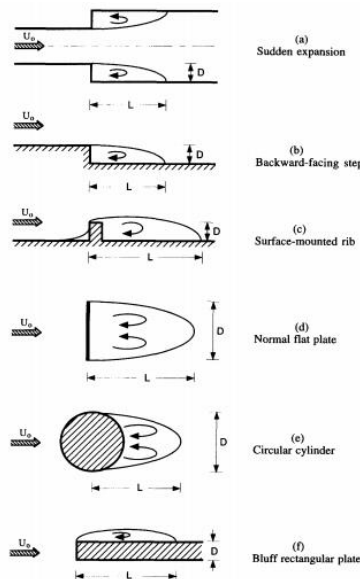 U₀
(a)
Sudden expansion
U₀
D
L
U₀
(b)
Backward-facing step
D
L
U₀
(c)
Surface-mounted rib
D
L
U₀
(d)
Normal flat plate
D
L
U₀
(e)
Circular cylinder
D
L
U₀
(f)
Bluff rectangular plate
D
L